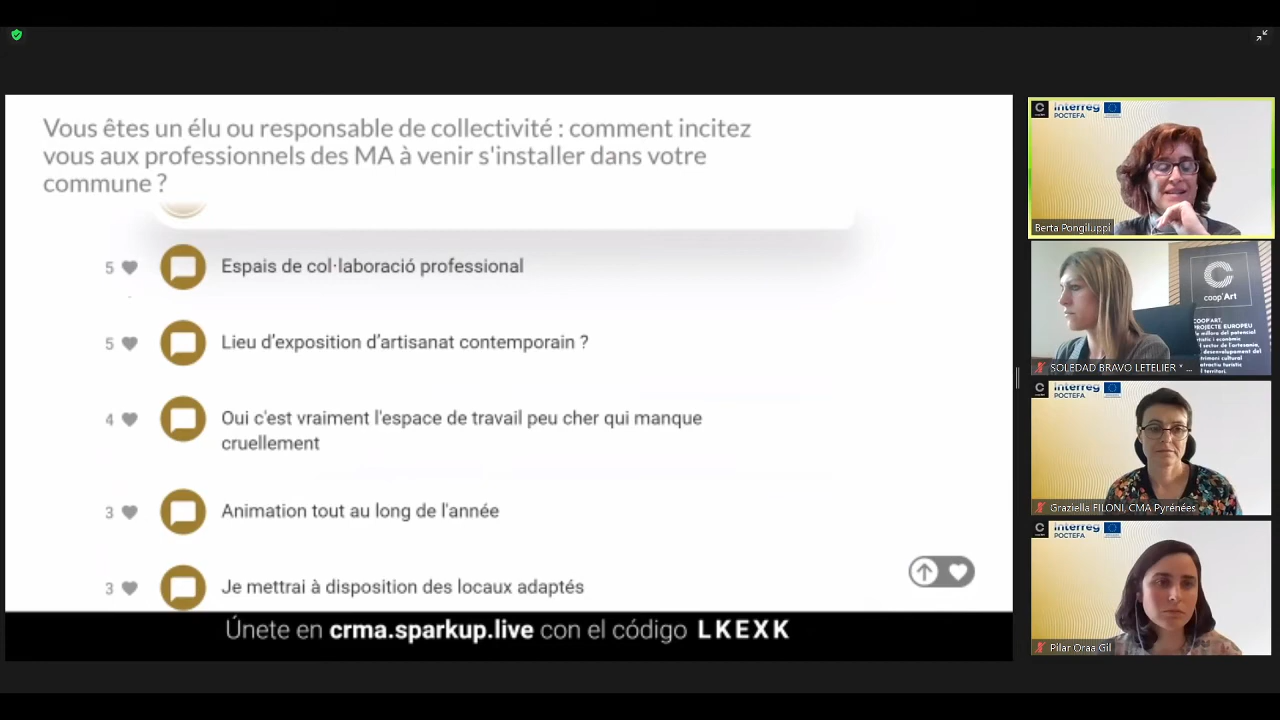 Vous êtes un élu ou responsable de collectivité : comment incitez
vous aux professionnels des MA à venir s'installer dans votre
commune ?
5
Espais de col·laboració professional
5
Lieu d'exposition d'artisanat contemporain ?
4
Oui c'est vraiment l'espace de travail peu cher qui manque
cruellement
3
Animation tout au long de l'année
3
Je mettrai à disposition des locaux adaptés
Únete en crma.sparkup.live con el código LKEXK
Interreg
POCTEFA
Berta Pongiluppi
coop'Art
COOP'ART,
PROJECTE EUROPEU
SOLEDAD BRAVO LETELIER * ...
Interreg
POCTEFA
Graziella FILONI, CMA Pyrénées
Interreg
POCTEFA
Pilar Oraa Gil